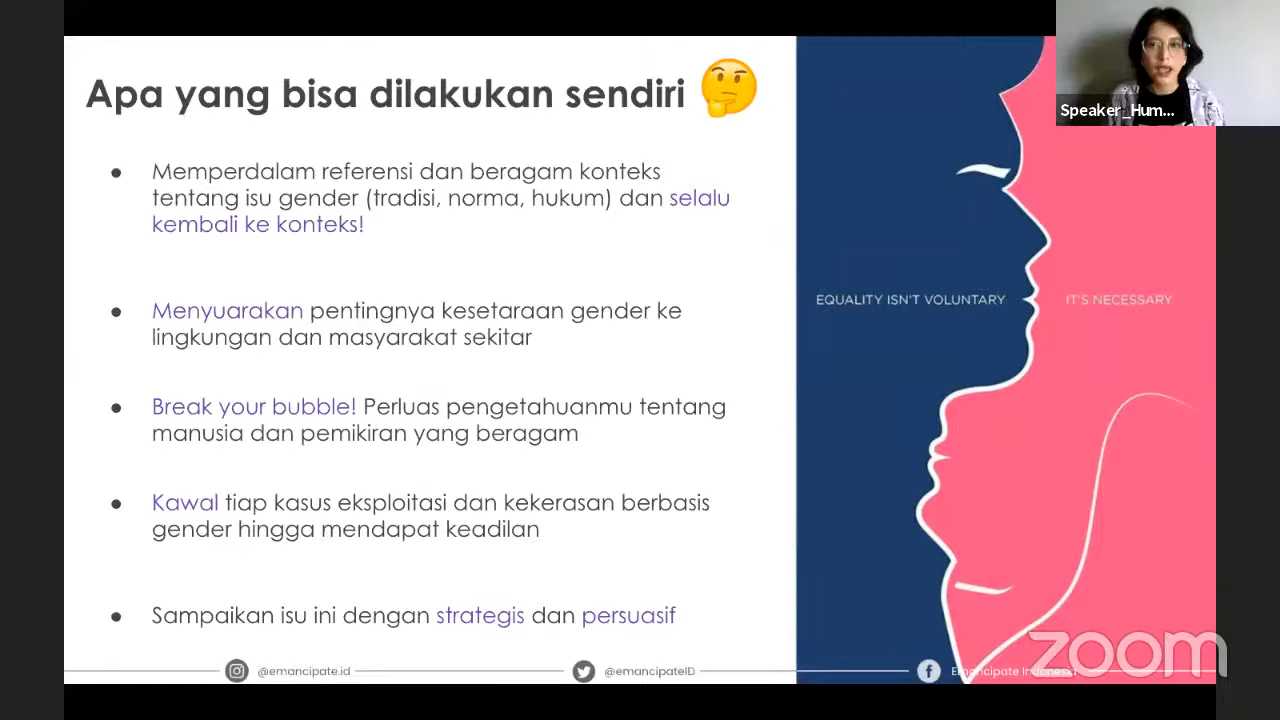 Apa yang bisa dilakukan sendiri
● Memperdalam referensi dan beragam konteks
tentang isu gender (tradisi, norma, hukum) dan selalu
kembali ke konteks!
● Menyuarakan pentingnya kesetaraan gender ke
lingkungan dan masyarakat sekitar
● Break your bubble! Perluas pengetahuanmu tentang
manusia dan pemikiran yang beragam
● Kawal tiap kasus eksploitasi dan kekerasan berbasis
gender hingga mendapat keadilan
● Sampaikan isu ini dengan strategis dan persuasif
EQUALITY ISN'T VOLUNTARY
IT'S NECESSARY
Speaker_Hum...
@emancipate.id
@emancipateID
Emancipate Indonesia
zoom